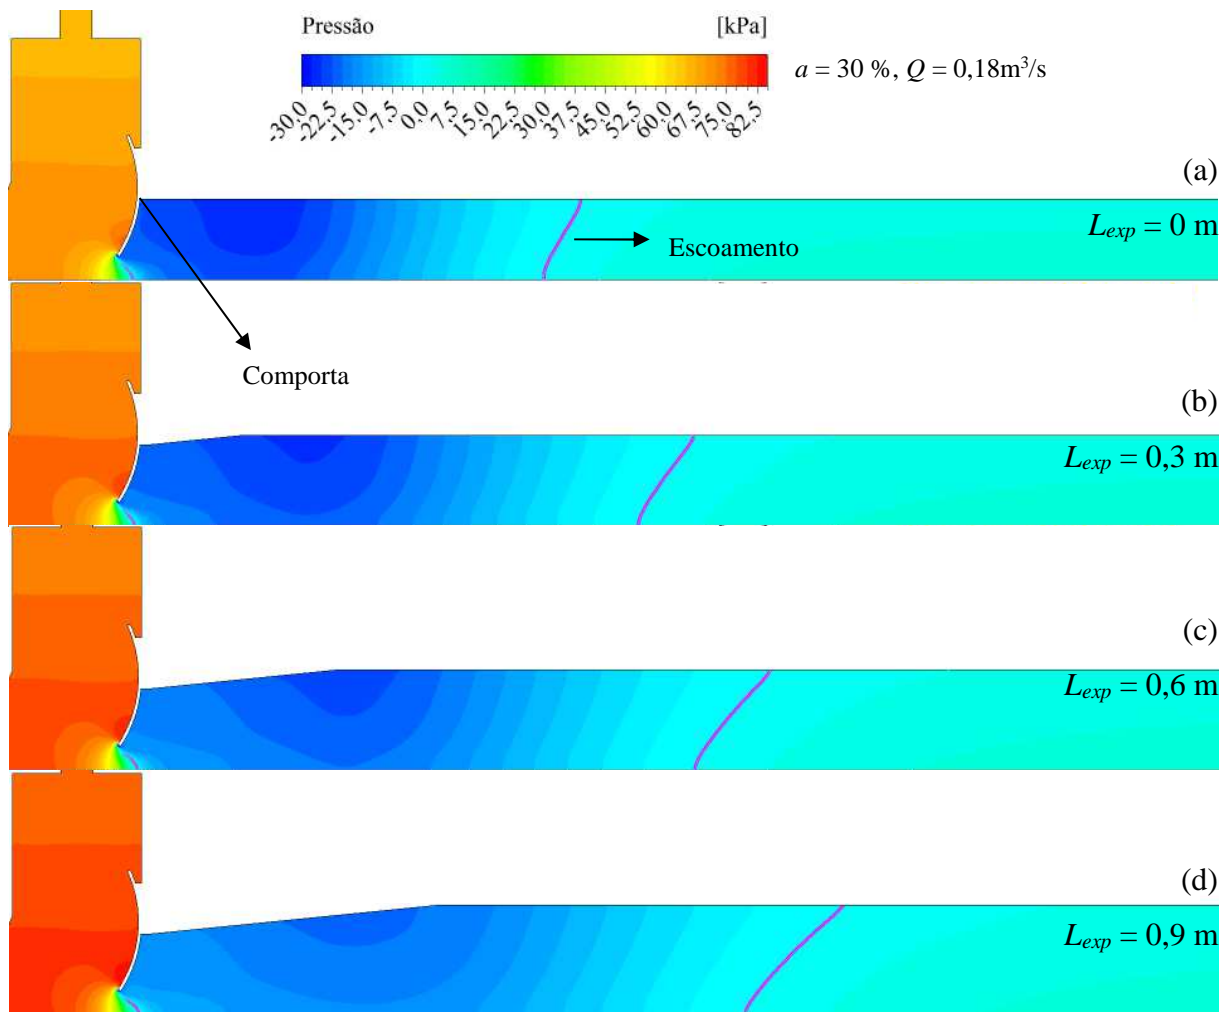 Pressão [kPa]
-30,0 -22,5 -15,0 -7,5 0,0 7,5 15,0 22,5 30,0 37,5 45,0 52,5 60,0 67,5 75,0 82,5
a = 30 %, Q = 0,18m³/s
(a)
Lexp = 0 m
Escoamento
Comporta
(b)
Lexp = 0,3 m
(c)
Lexp = 0,6 m
(d)
Lexp = 0,9 m